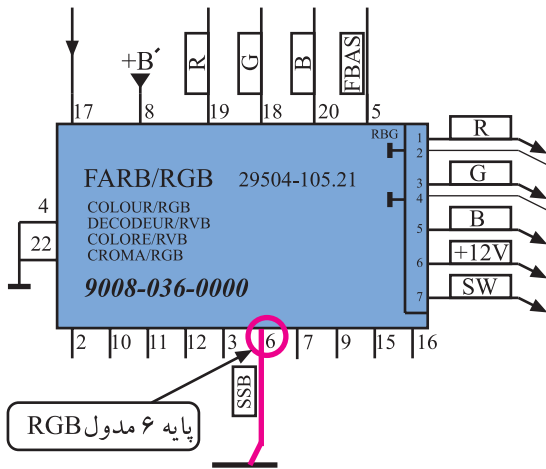 +B´
R G B FBAS
17 8 19 18 20 5
RBG
1 R
2
FARB/RGB 29504-105.21
3 G
4
COLOUR/RGB
DECODEUR/RVB
COLORE/RVB
CROMA/RGB
4
22
5 B
6 +12V
7 SW
9008-036-0000
2 10 11 12 3 6 7 9 15 16
SSB
پایه ۶ مدول RGB